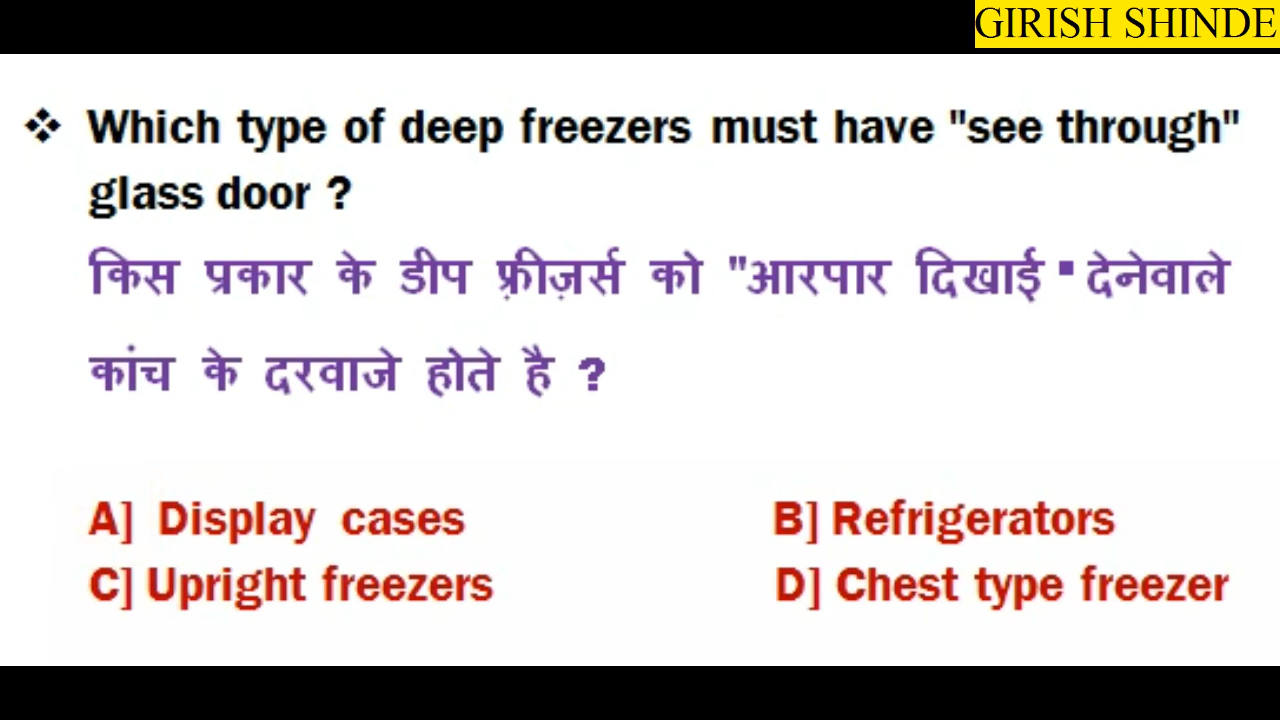 GIRISH SHINDE
❖ Which type of deep freezers must have "see through"
glass door ?
किस प्रकार के डीप फ़्रीज़र्स को "आरपार दिखाई " देनेवाले
कांच के दरवाजे होते है ?
A] Display cases
B] Refrigerators
C] Upright freezers
D] Chest type freezer